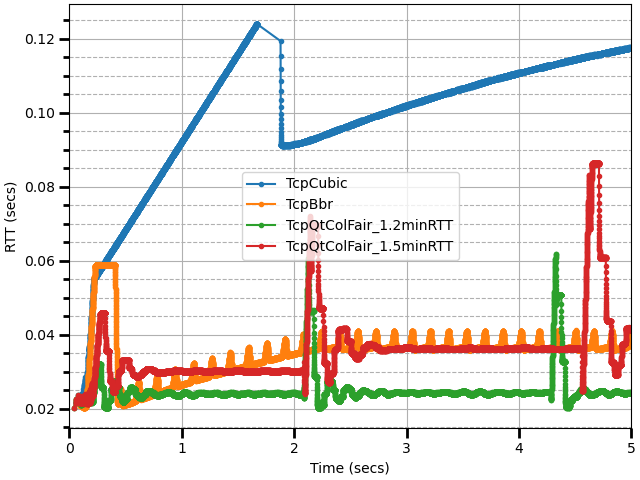 0.12
0.10
0.08
0.06
0.04
0.02
RTT (secs)
TcpCubic
TcpBbr
TcpQtColFair_1.2minRTT
TcpQtColFair_1.5minRTT
0 1 2 3 4 5
Time (secs)